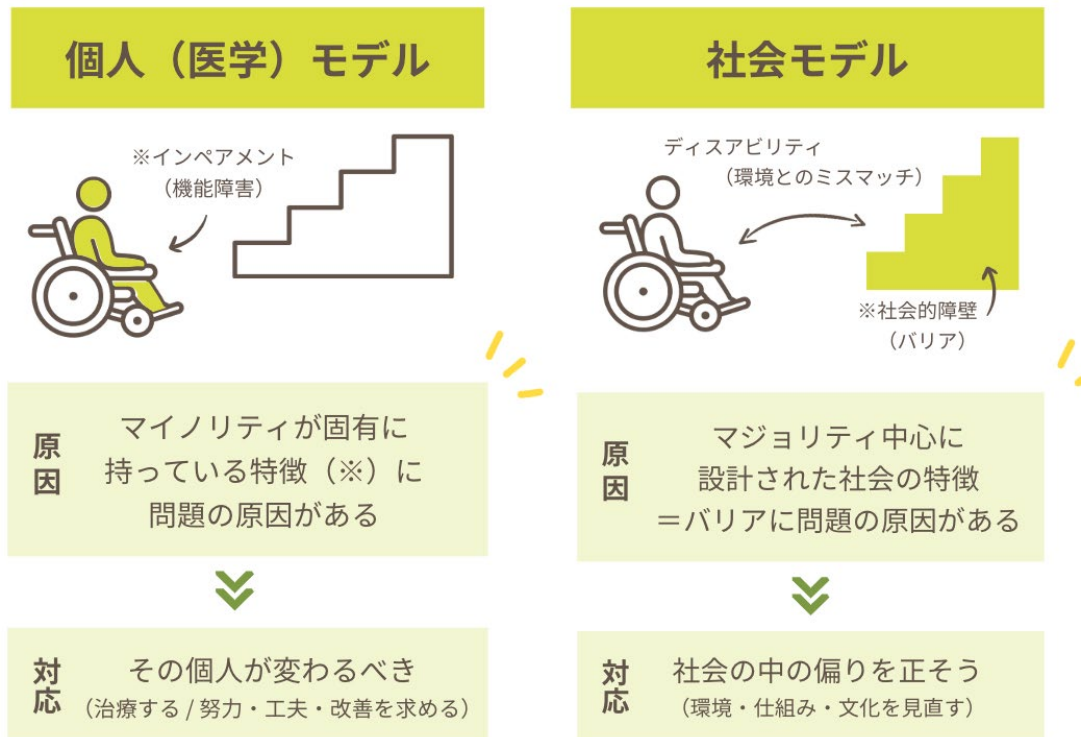 個人（医学）モデル
※インペアメント
（機能障害）
原因
マイノリティが固有に
持っている特徴（※）に
問題の原因がある
対応
その個人が変わるべき
（治療する / 努力・工夫・改善を求める）
社会モデル
ディスアビリティ
（環境とのミスマッチ）
※社会的障壁
（バリア）
原因
マジョリティ中心に
設計された社会の特徴
＝バリアに問題の原因がある
対応
社会の中の偏りを正そう
（環境・仕組み・文化を見直す）